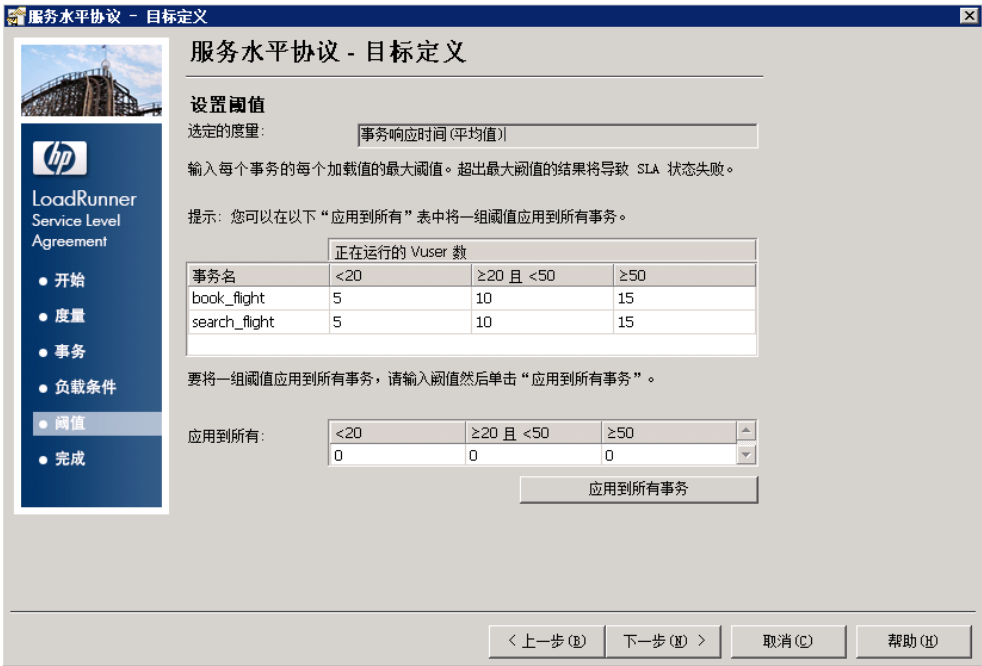 服务水平协议 - 目标定义
服务水平协议 - 目标定义
hp
LoadRunner
Service Level
Agreement
● 开始
● 度量
● 事务
● 负载条件
● 阈值
● 完成
设置阈值
选定的度量: 事务响应时间(平均值)
输入每个事务的每个加载值的最大阈值。超出最大阈值的结果将导致 SLA 状态失败。
提示: 您可以在以下“应用到所有”表中将一组阈值应用到所有事务。
正在运行的 Vuser 数
事务名 <20 ≥20 且 <50 ≥50
book_flight 5 10 15
search_flight 5 10 15
要将一组阈值应用到所有事务, 请输入阈值然后单击“应用到所有事务”。
应用到所有: <20 ≥20 且 <50 ≥50
0 0 0
应用到所有事务
< 上一步(B) 下一步(N) > 取消(C) 帮助(H)